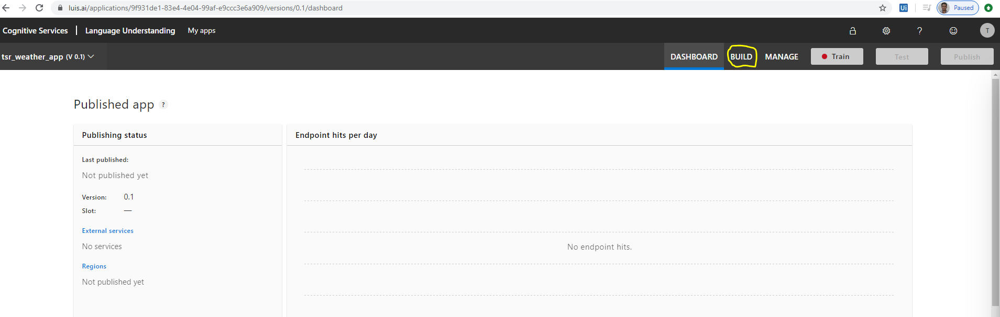 luis.ai/applications/9f931de1-83e4-4e04-99af-e9ccc3e6a909/versions/0.1/dashboard Ui Paused
Cognitive Services Language Understanding My apps ? T
tsr_weather_app (V 0.1) DASHBOARD BUILD MANAGE Train Test Publish
Published app ?
Publishing status
Endpoint hits per day
Last published:
Not published yet
Version: 0.1
Slot: —
External services
No services
No endpoint hits.
Regions
Not published yet